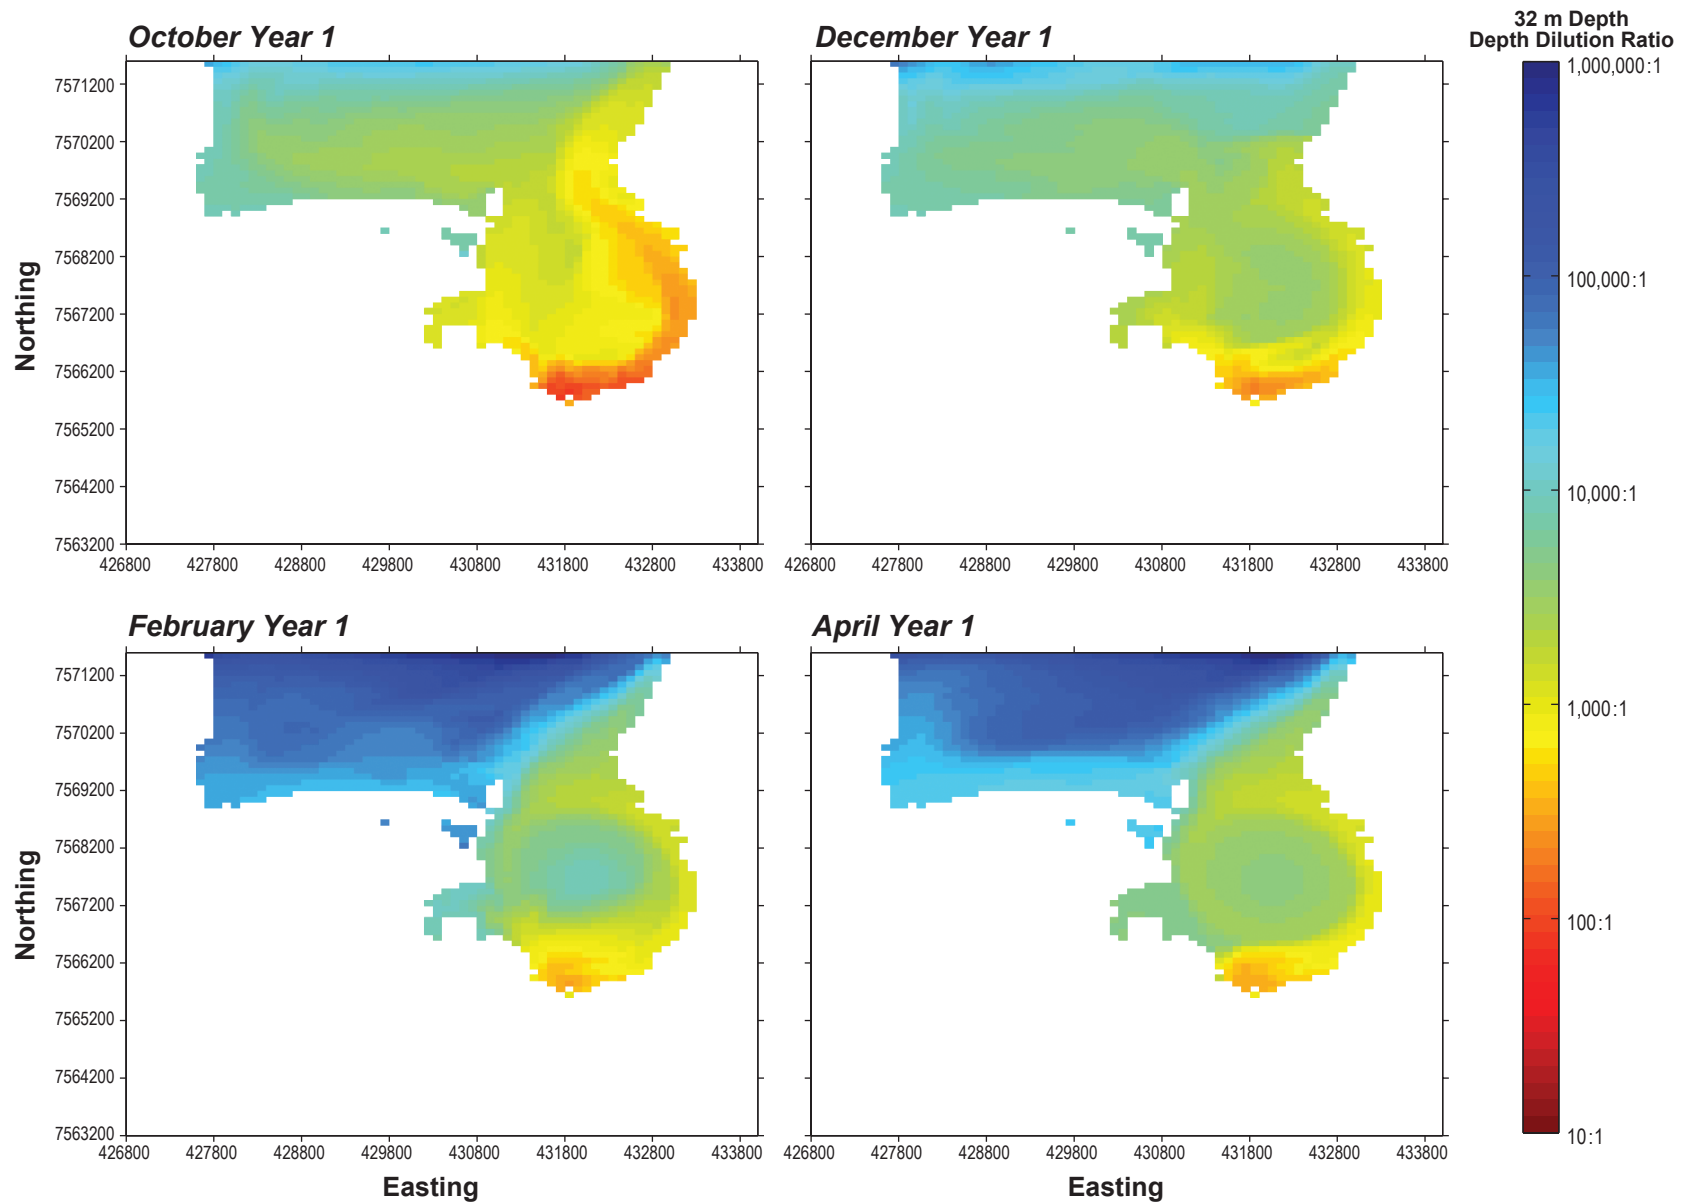 October Year 1
December Year 1
32 m Depth
Depth Dilution Ratio
1,000,000:1
100,000:1
10,000:1
1,000:1
100:1
10:1
Northing
7571200
7570200
7569200
7568200
7567200
7566200
7565200
7564200
7563200
426800 427800 428800 429800 430800 431800 432800 433800
426800 427800 428800 429800 430800 431800 432800 433800
February Year 1
April Year 1
Northing
7571200
7570200
7569200
7568200
7567200
7566200
7565200
7564200
7563200
426800 427800 428800 429800 430800 431800 432800 433800
426800 427800 428800 429800 430800 431800 432800 433800
Easting
Easting